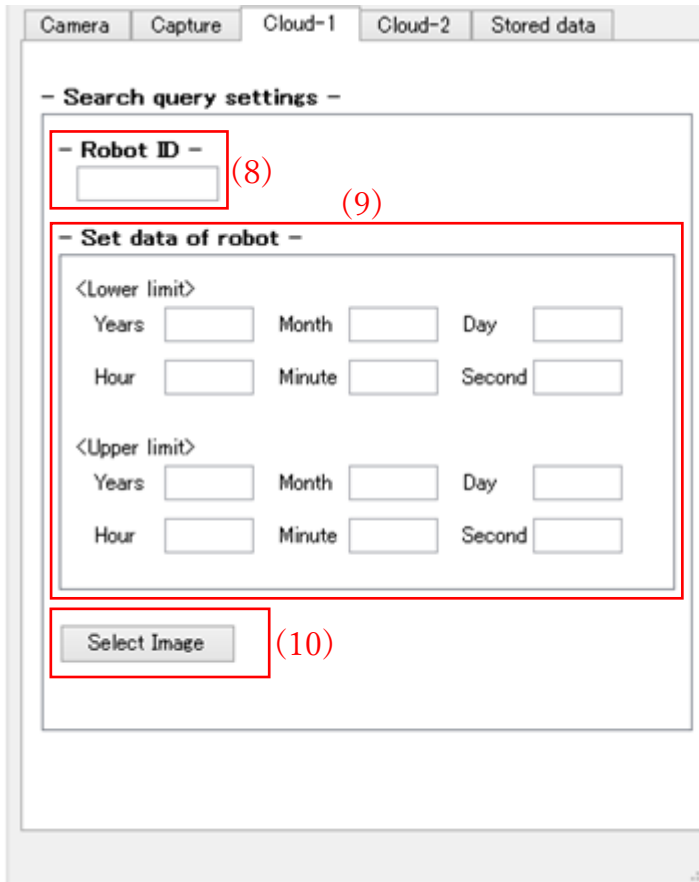 Camera Capture Cloud-1 Cloud-2 Stored data
- Search query settings -
- Robot ID -
(8)
(9)
- Set data of robot -
<Lower limit>
Years Month Day
Hour Minute Second
<Upper limit>
Years Month Day
Hour Minute Second
Select Image
(10)